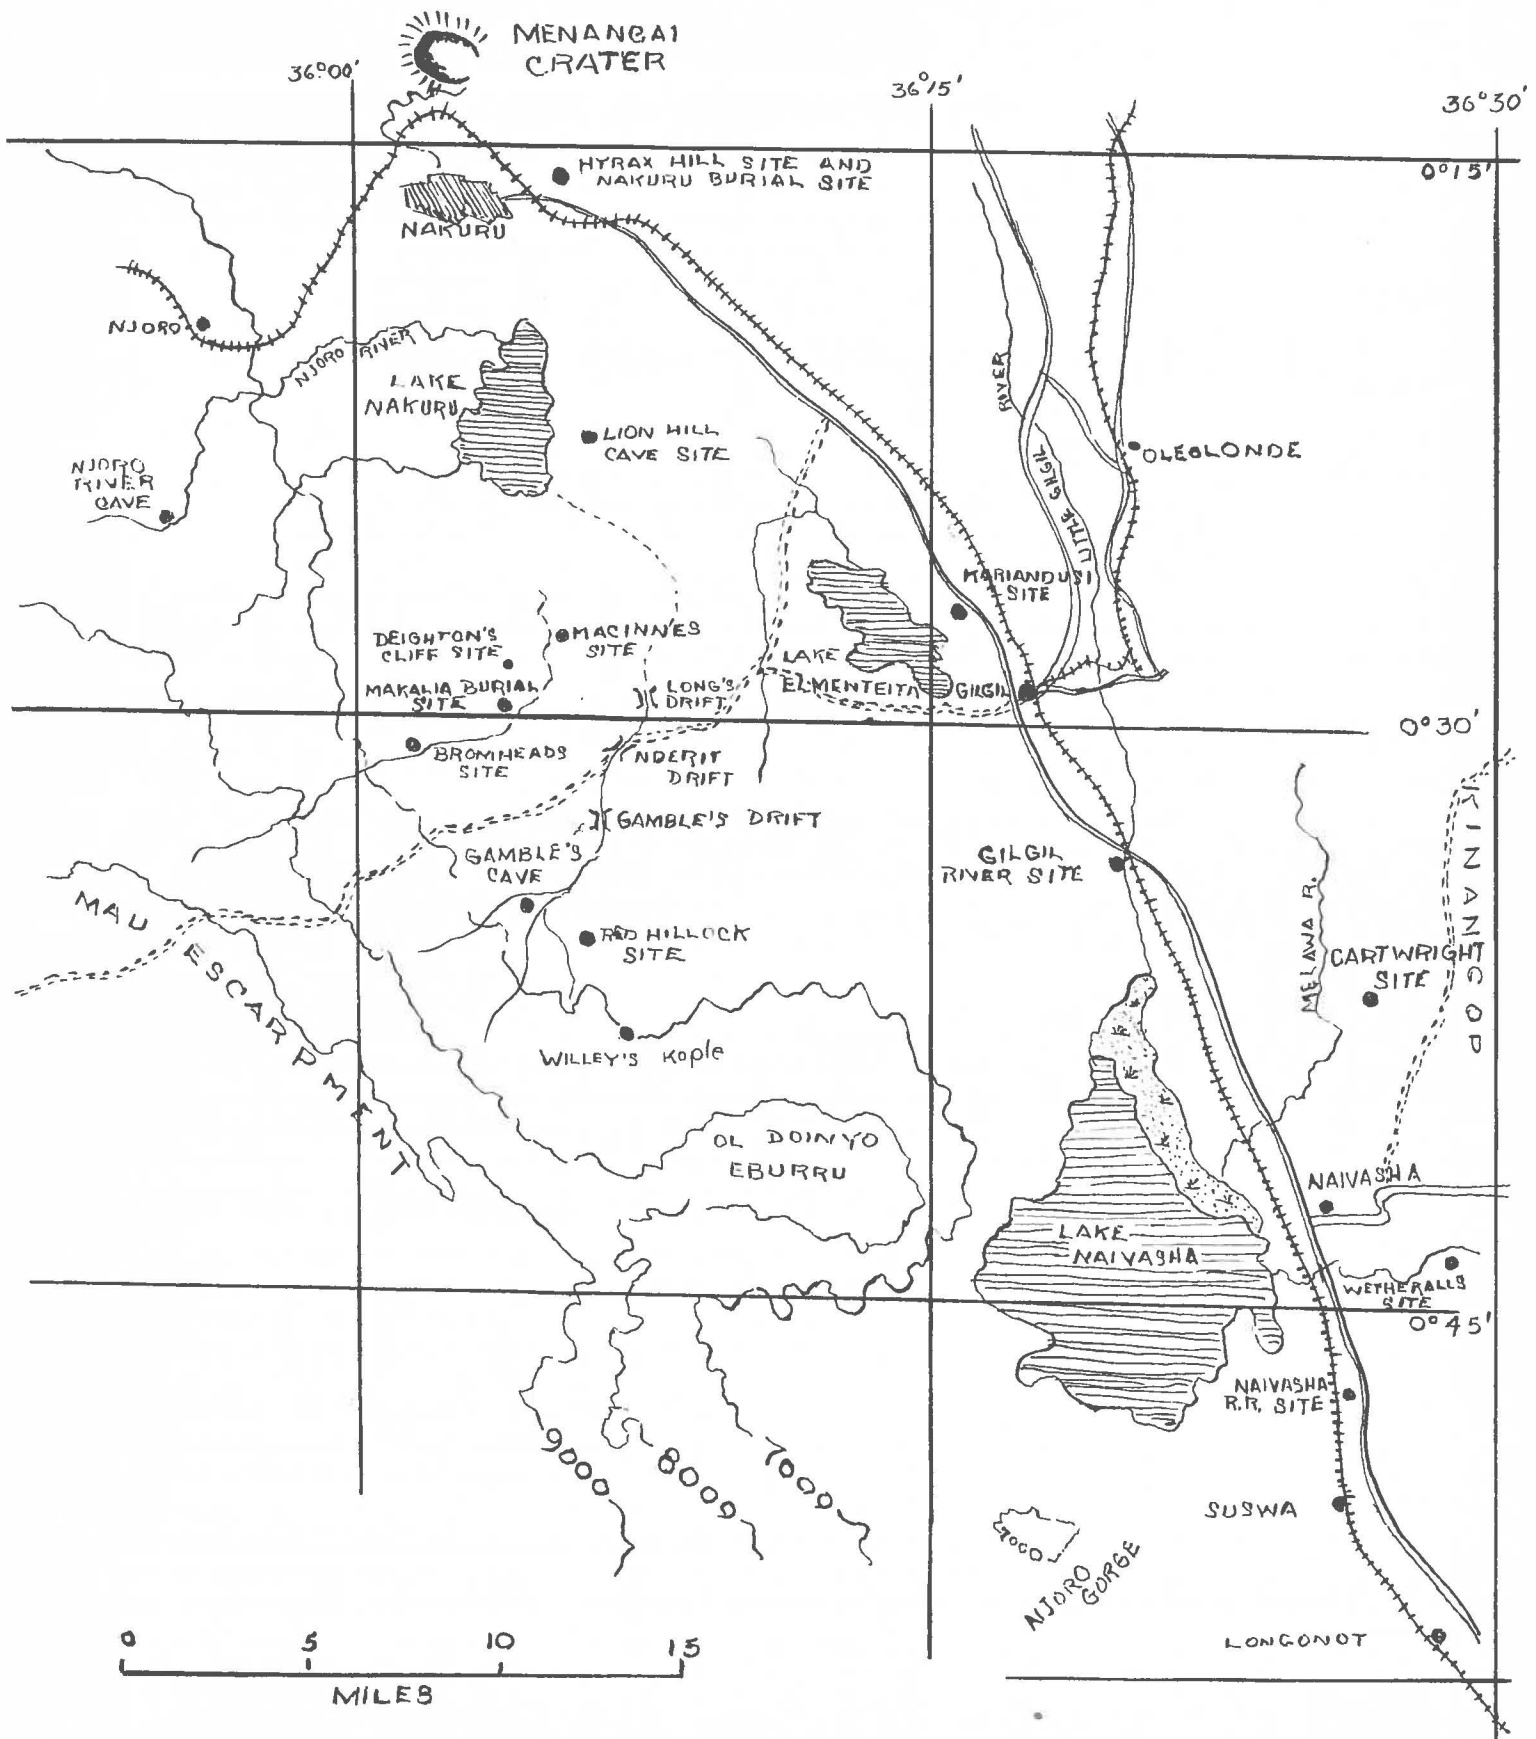 MENANGAI
CRATER
36°00'
36°15'
36°30'
HYRAX HILL SITE AND
NAKURU BURIAL SITE
0°15'
NAKURU
NJORO
NJORO RIVER
LAKE
NAKURU
RIVER
LITTLE GILGIL
LION HILL
CAVE SITE
OLEOLONDE
NJORO
RIVER
CAVE
KARIANDUSI
SITE
DEIGHTON'S
CLIFF SITE
MACINNES
SITE
MAKALIA BURIAL
SITE
LONG'S
DRIFT
LAKE
ELMENTEITA
GILGIL
0°30'
BROMHEADS
SITE
NDERIT
DRIFT
GAMBLE'S DRIFT
GAMBLE'S
CAVE
GILGIL
RIVER SITE
KINANGOP
MELAWA R.
MAU ESCARPMENT
RED HILLOCK
SITE
CARTWRIGHT
SITE
WILLEY'S Kople
OL DOINYO
EBURRU
NAIVASHA
LAKE
NAIVASHA
WETHERALLS
SITE
0°45'
NAIVASHA
R.R. SITE
9000
8000
7000
SUSWA
7000
NJORO
GORGE
LONGONOT
0 5 10 15
MILES